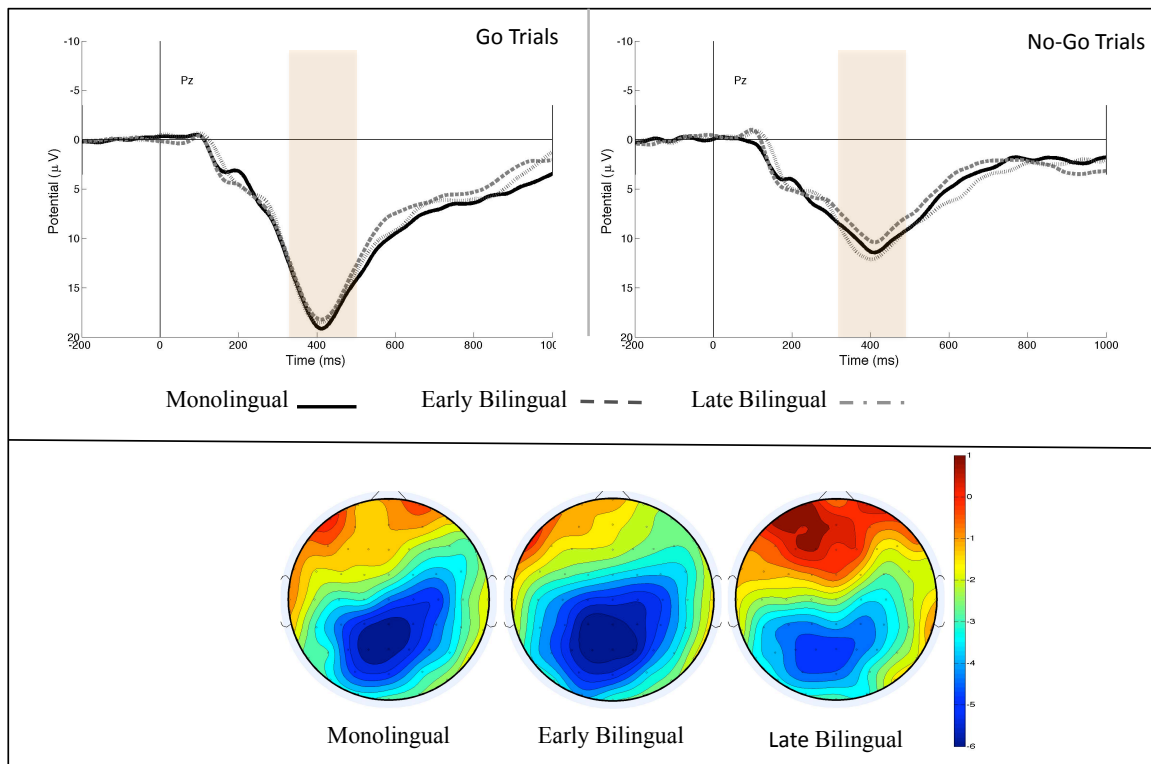 Go Trials
-10
-5
0
5
10
15
20
Potential (μ V)
Pz
-200
0
200
400
600
800
100
Time (ms)
No-Go Trials
-10
-5
0
5
10
15
20
Potential (μ V)
Pz
-200
0
200
400
600
800
1000
Time (ms)
Monolingual
Early Bilingual
Late Bilingual
1
0
-1
-2
-3
-4
-5
-6
Monolingual
Early Bilingual
Late Bilingual